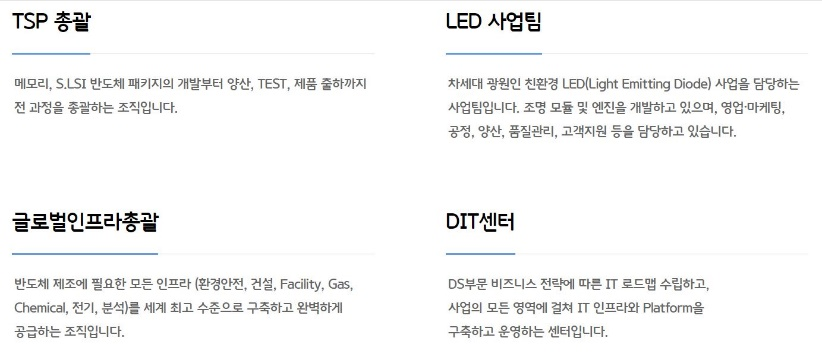 TSP 총괄
메모리, S.LSI 반도체 패키지의 개발부터 양산, TEST, 제품 출하까지
전 과정을 총괄하는 조직입니다.
LED 사업팀
차세대 광원인 친환경 LED(Light Emitting Diode) 사업을 담당하는
사업팀입니다. 조명 모듈 및 엔진을 개발하고 있으며, 영업·마케팅,
공정, 양산, 품질관리, 고객지원 등을 담당하고 있습니다.
글로벌인프라총괄
반도체 제조에 필요한 모든 인프라 (환경안전, 건설, Facility, Gas,
Chemical, 전기, 분석)를 세계 최고 수준으로 구축하고 완벽하게
공급하는 조직입니다.
DIT센터
DS부문 비즈니스 전략에 따른 IT 로드맵 수립하고,
사업의 모든 영역에 걸쳐 IT 인프라와 Platform을
구축하고 운영하는 센터입니다.